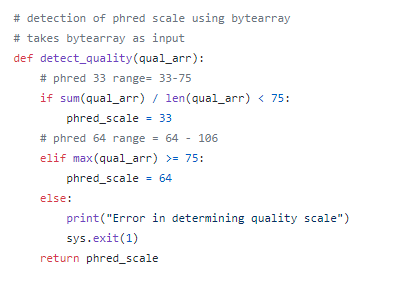 # detection of phred scale using bytearray
# takes bytearray as input
def detect_quality(qual_arr):
    # phred 33 range= 33-75
    if sum(qual_arr) / len(qual_arr) < 75:
        phred_scale = 33
    # phred 64 range = 64 - 106
    elif max(qual_arr) >= 75:
        phred_scale = 64
    else:
        print("Error in determining quality scale")
        sys.exit(1)
    return phred_scale